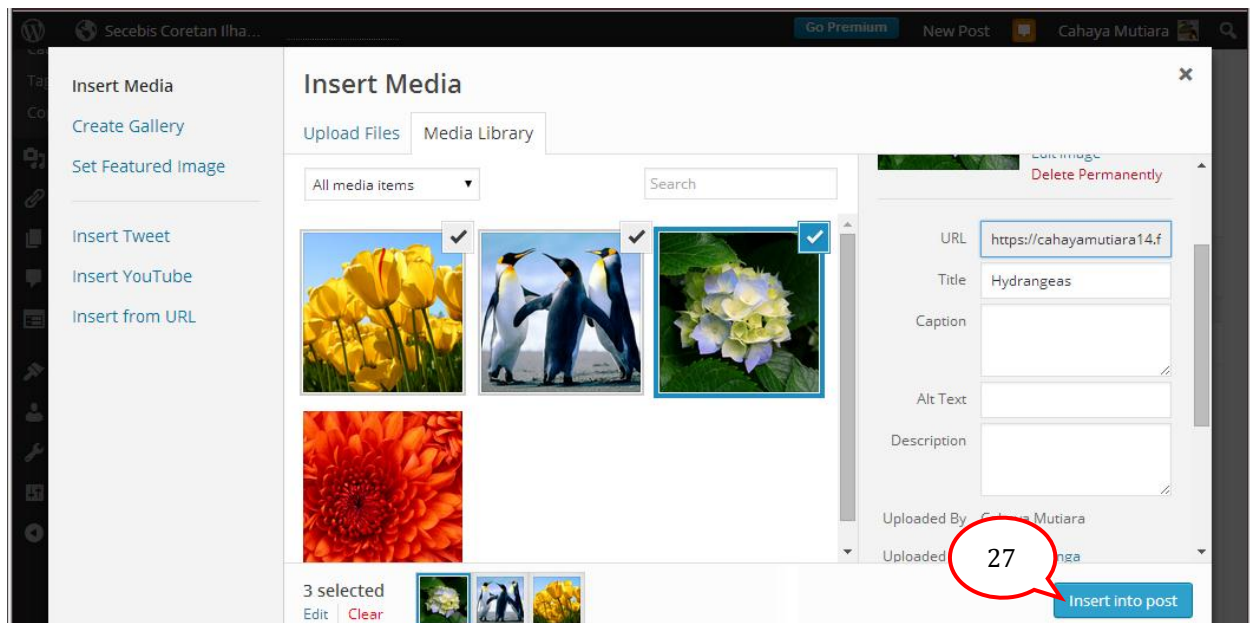 Secebis Coretan Ilha... Go Premium New Post Cahaya Mutiara
Insert Media
Create Gallery
Set Featured Image
Insert Tweet
Insert YouTube
Insert from URL
Insert Media
Upload Files Media Library
All media items Search
Delete Permanently
URL https://cahayamutiara14.f
Title Hydrangeas
Caption
Alt Text
Description
Uploaded By Mutiara
Uploaded
27
3 selected
Edit Clear
Insert into post